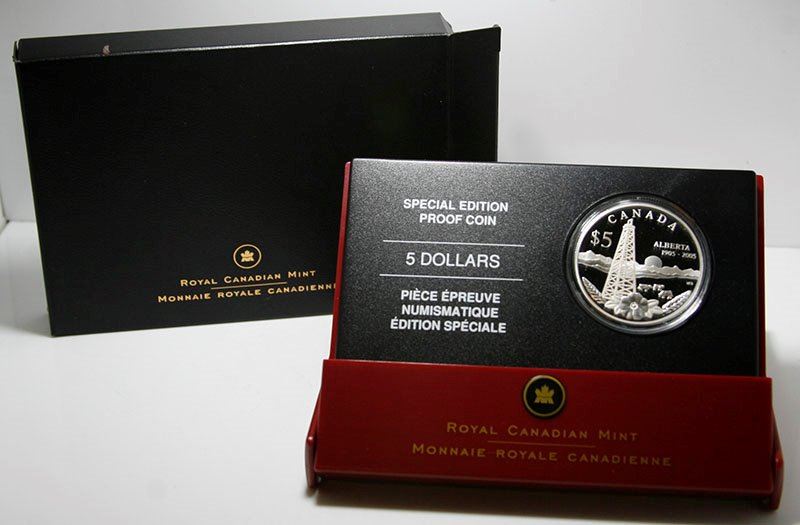 ROYAL CANADIAN MINT
MONNAIE ROYALE CANADIENNE
SPECIAL EDITION
PROOF COIN
5 DOLLARS
PIÈCE ÉPREUVE
NUMISMATIQUE
ÉDITION SPÉCIALE
CANADA
$5
ALBERTA
1905 - 2005
ROYAL CANADIAN MINT
MONNAIE ROYALE CANADIENNE